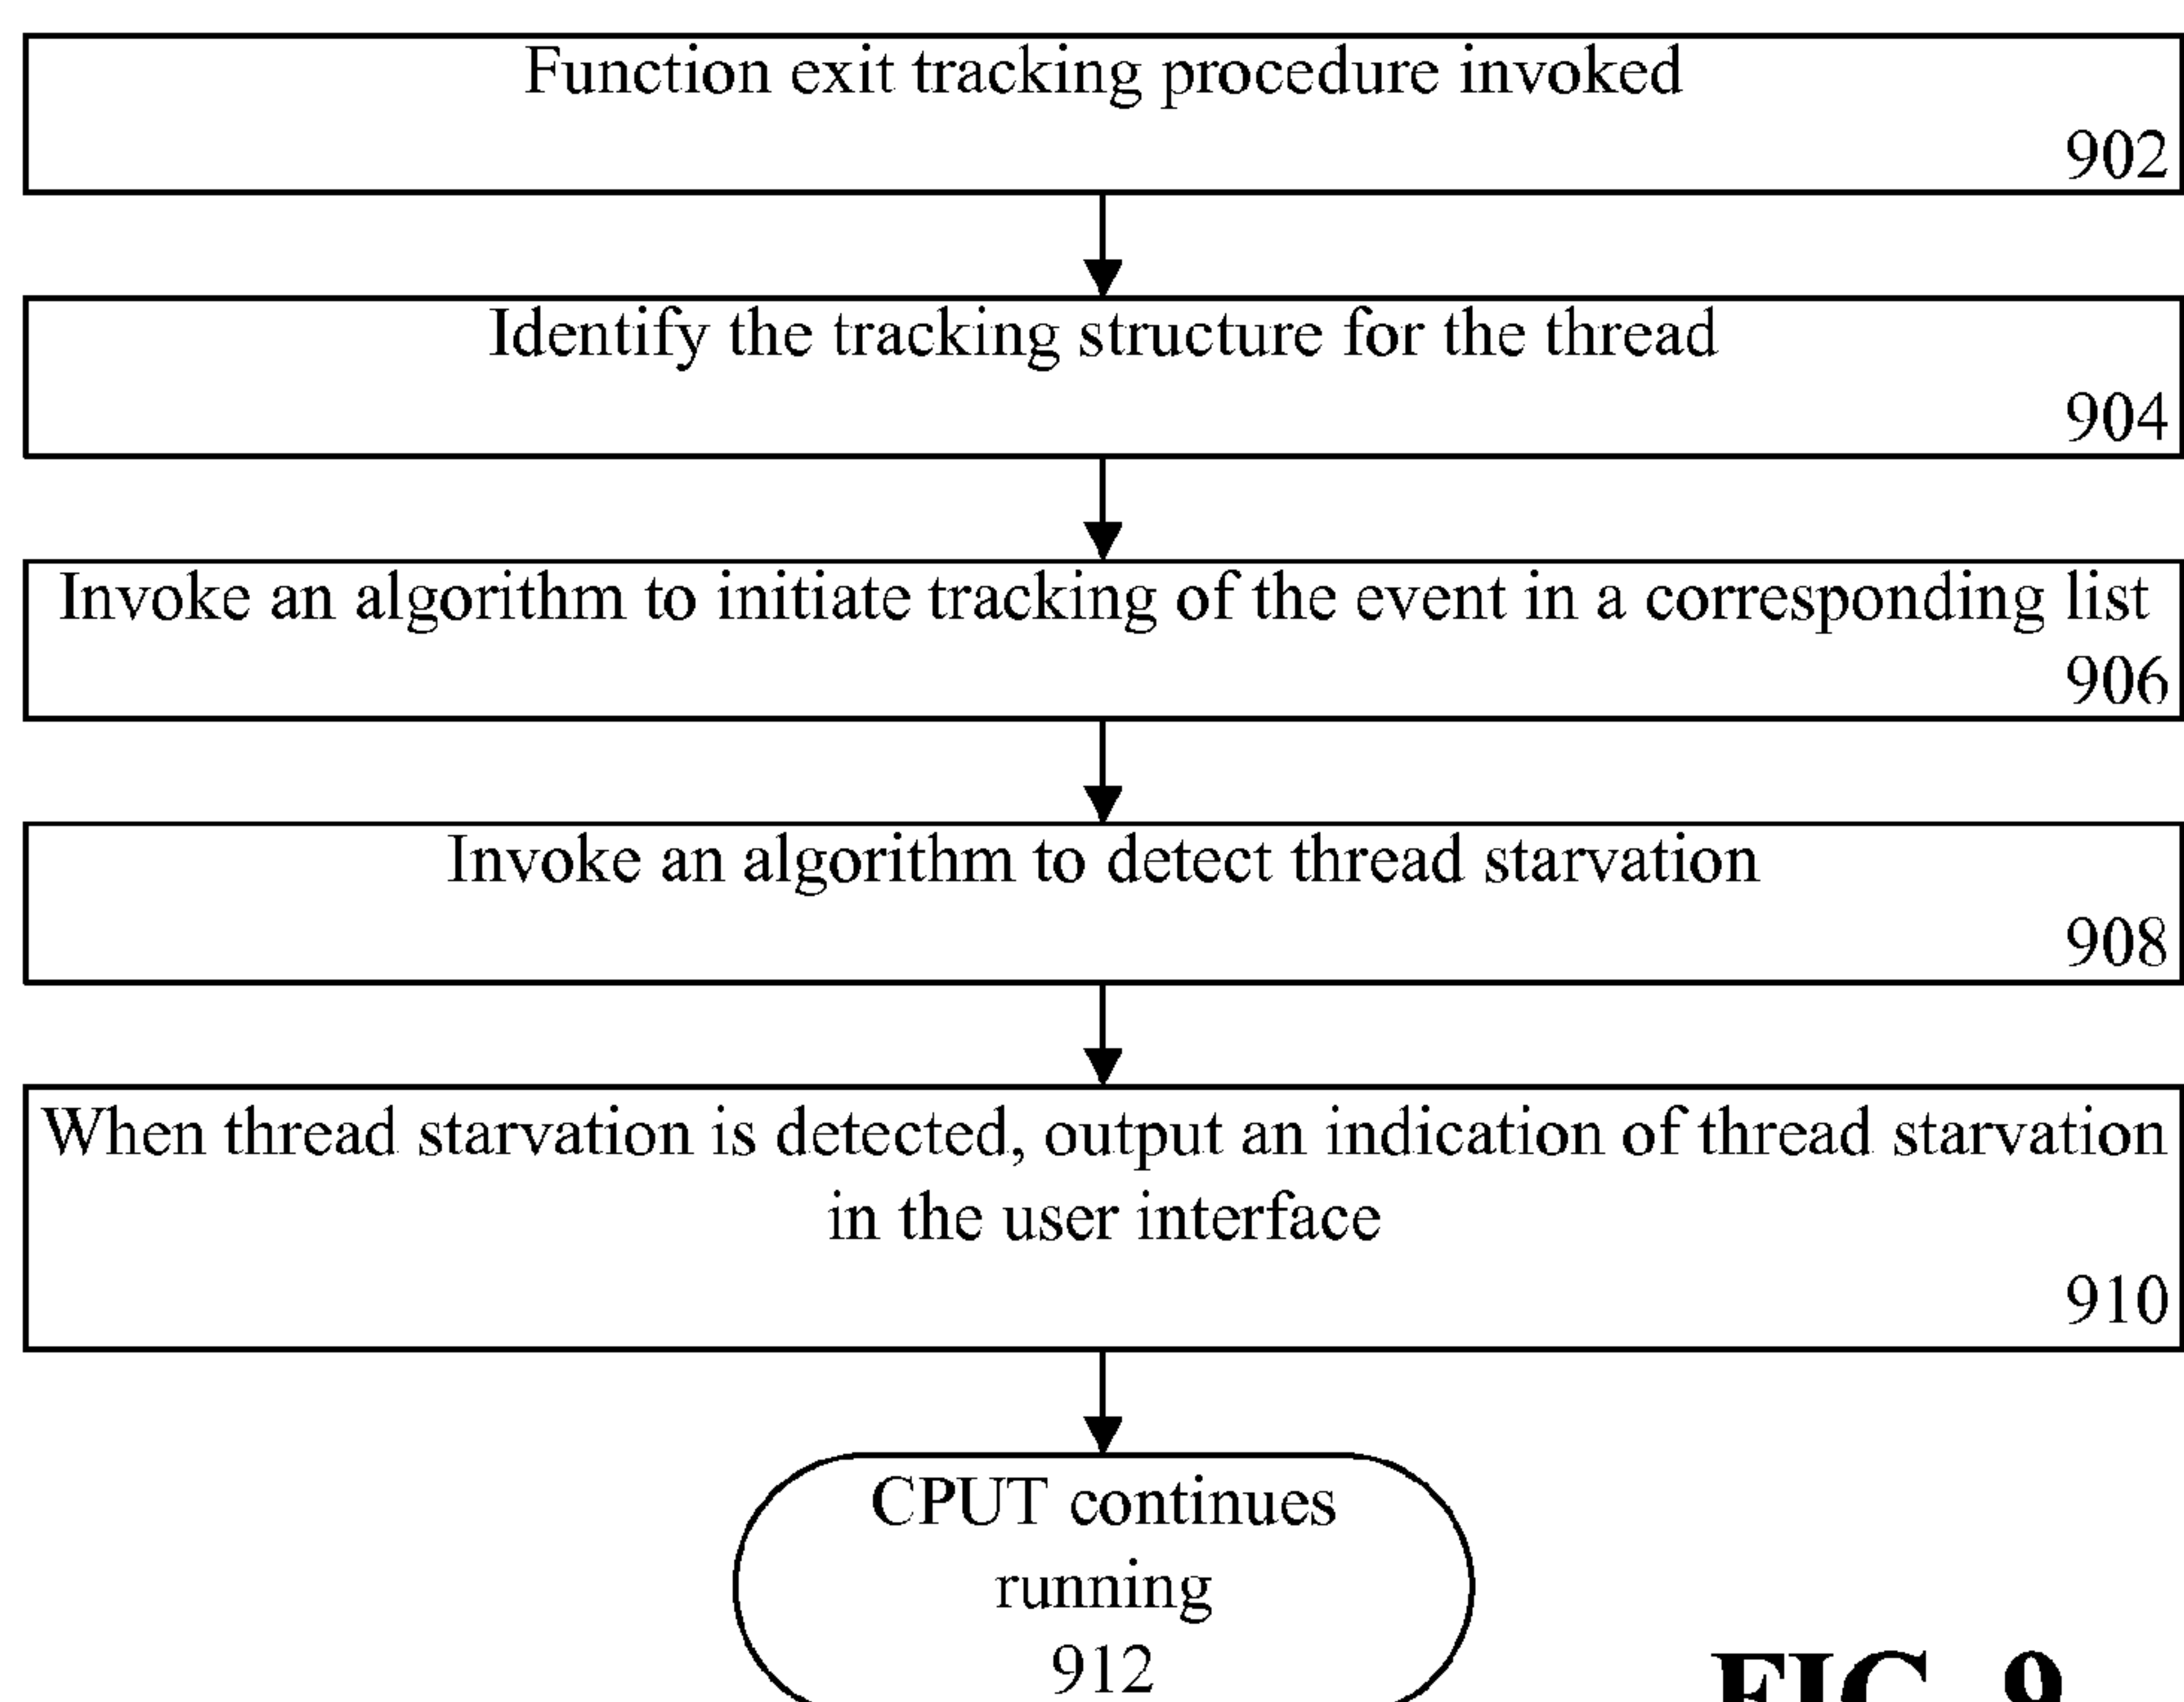 Function exit tracking procedure invoked
902
Identify the tracking structure for the thread
904
Invoke an algorithm to initiate tracking of the event in a corresponding list
906
Invoke an algorithm to detect thread starvation
908
When thread starvation is detected, output an indication of thread starvation
in the user interface
910
CPUT continues
running
912
FIG. 9